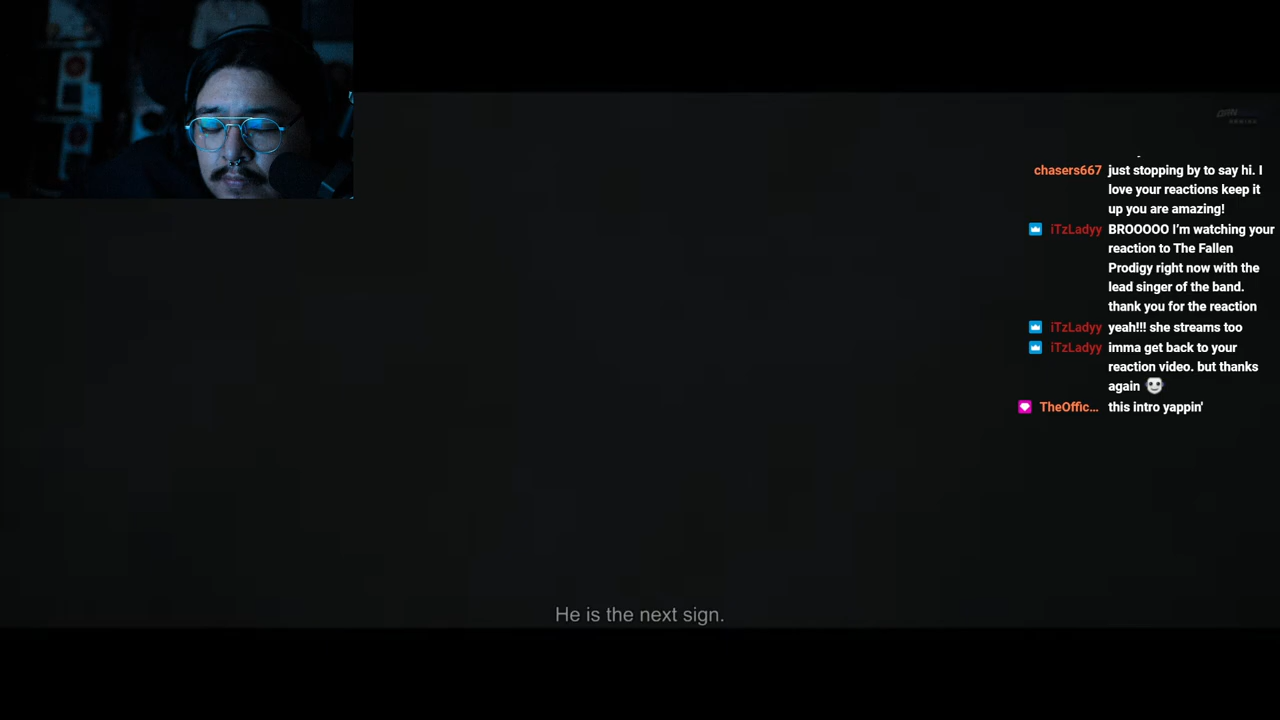 chasers667 just stopping by to say hi. I
love your reactions keep it
up you are amazing!
iTzLadyy BROOOOO I'm watching your
reaction to The Fallen
Prodigy right now with the
lead singer of the band.
thank you for the reaction
iTzLadyy yeah!!! she streams too
iTzLadyy imma get back to your
reaction video. but thanks
again
TheOffic... this intro yappin'
He is the next sign.